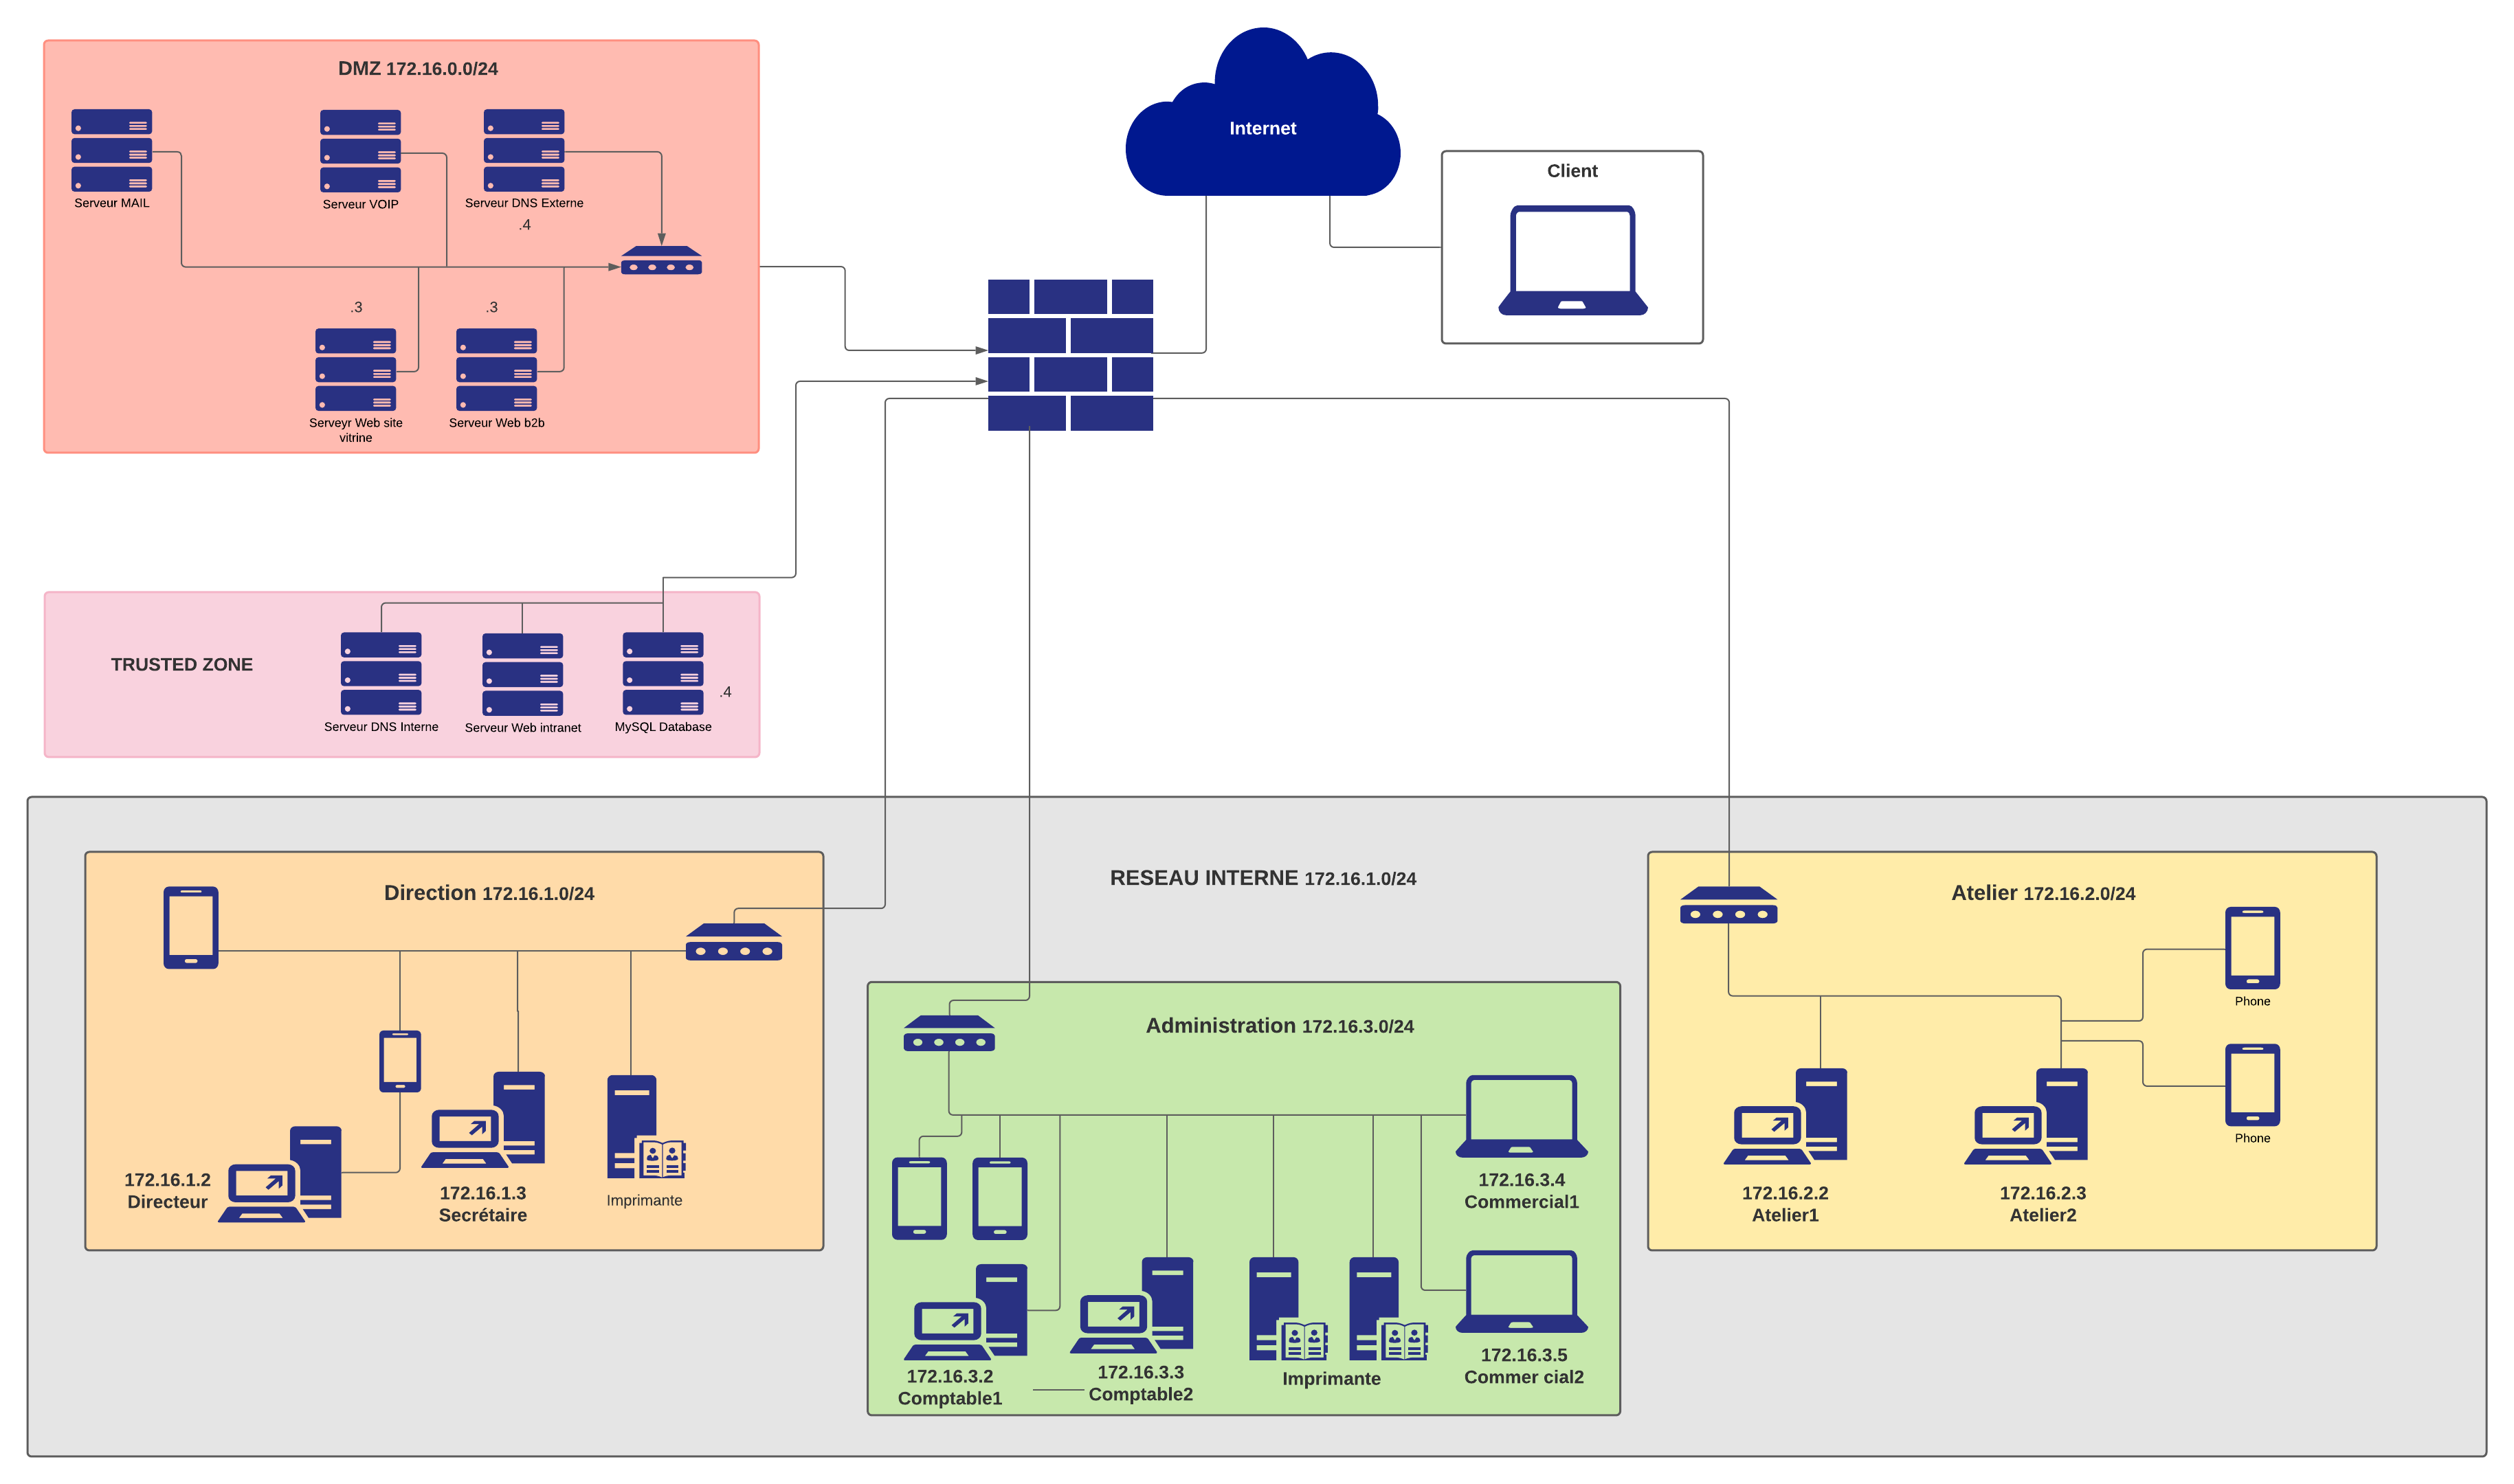 DMZ 172.16.0.0/24
Serveur MAIL
Serveur VOIP
Serveur DNS Externe
.4
.3
.3
Serveyr Web site
vitrine
Serveur Web b2b
Internet
Client
TRUSTED ZONE
Serveur DNS Interne
Serveur Web intranet
MySQL Database
.4
RESEAU INTERNE 172.16.1.0/24
Direction 172.16.1.0/24
172.16.1.2
Directeur
172.16.1.3
Secrétaire
Imprimante
Administration 172.16.3.0/24
172.16.3.4
Commercial1
172.16.3.2
Comptable1
172.16.3.3
Comptable2
Imprimante
172.16.3.5
Commer cial2
Atelier 172.16.2.0/24
Phone
Phone
172.16.2.2
Atelier1
172.16.2.3
Atelier2